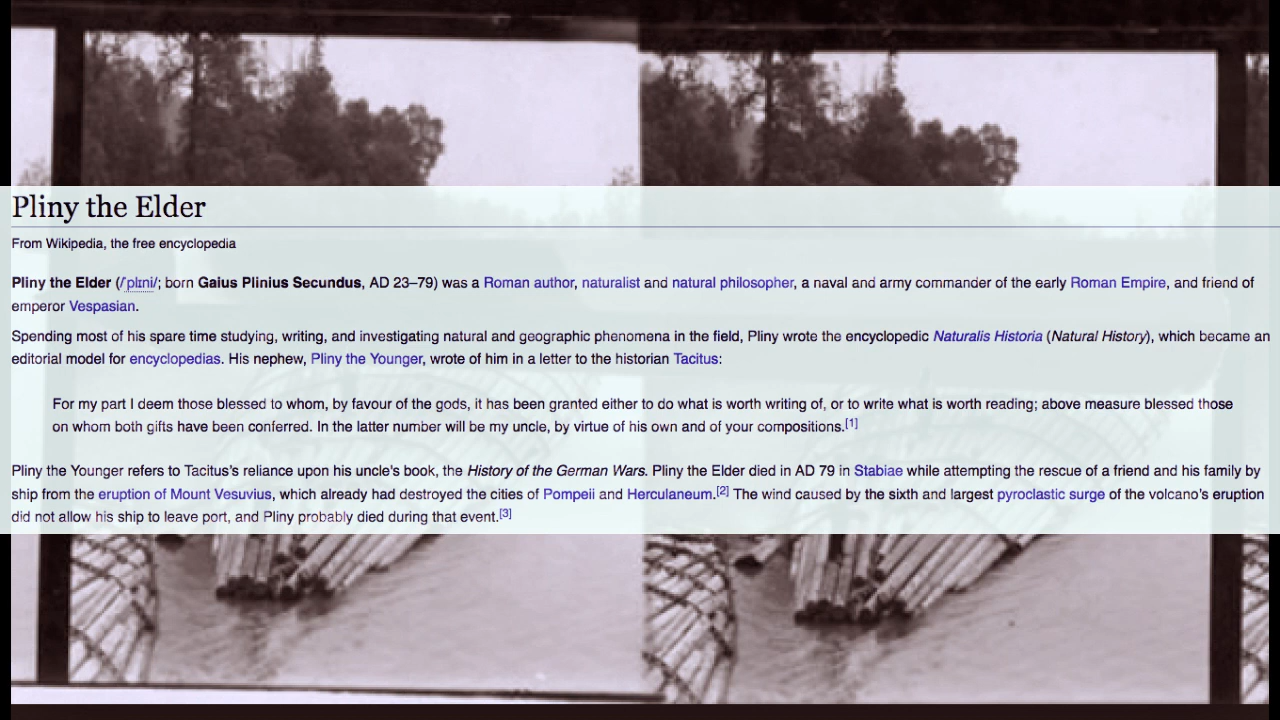 Pliny the Elder
From Wikipedia, the free encyclopedia
Pliny the Elder (/ˈplɪni/; born Gaius Plinius Secundus, AD 23–79) was a Roman author, naturalist and natural philosopher, a naval and army commander of the early Roman Empire, and friend of
emperor Vespasian.
Spending most of his spare time studying, writing, and investigating natural and geographic phenomena in the field, Pliny wrote the encyclopedic Naturalis Historia (Natural History), which became an
editorial model for encyclopedias. His nephew, Pliny the Younger, wrote of him in a letter to the historian Tacitus:
For my part I deem those blessed to whom, by favour of the gods, it has been granted either to do what is worth writing of, or to write what is worth reading; above measure blessed those
on whom both gifts have been conferred. In the latter number will be my uncle, by virtue of his own and of your compositions.[1]
Pliny the Younger refers to Tacitus's reliance upon his uncle's book, the History of the German Wars. Pliny the Elder died in AD 79 in Stabiae while attempting the rescue of a friend and his family by
ship from the eruption of Mount Vesuvius, which already had destroyed the cities of Pompeii and Herculaneum.[2] The wind caused by the sixth and largest pyroclastic surge of the volcano's eruption
did not allow his ship to leave port, and Pliny probably died during that event.[3]